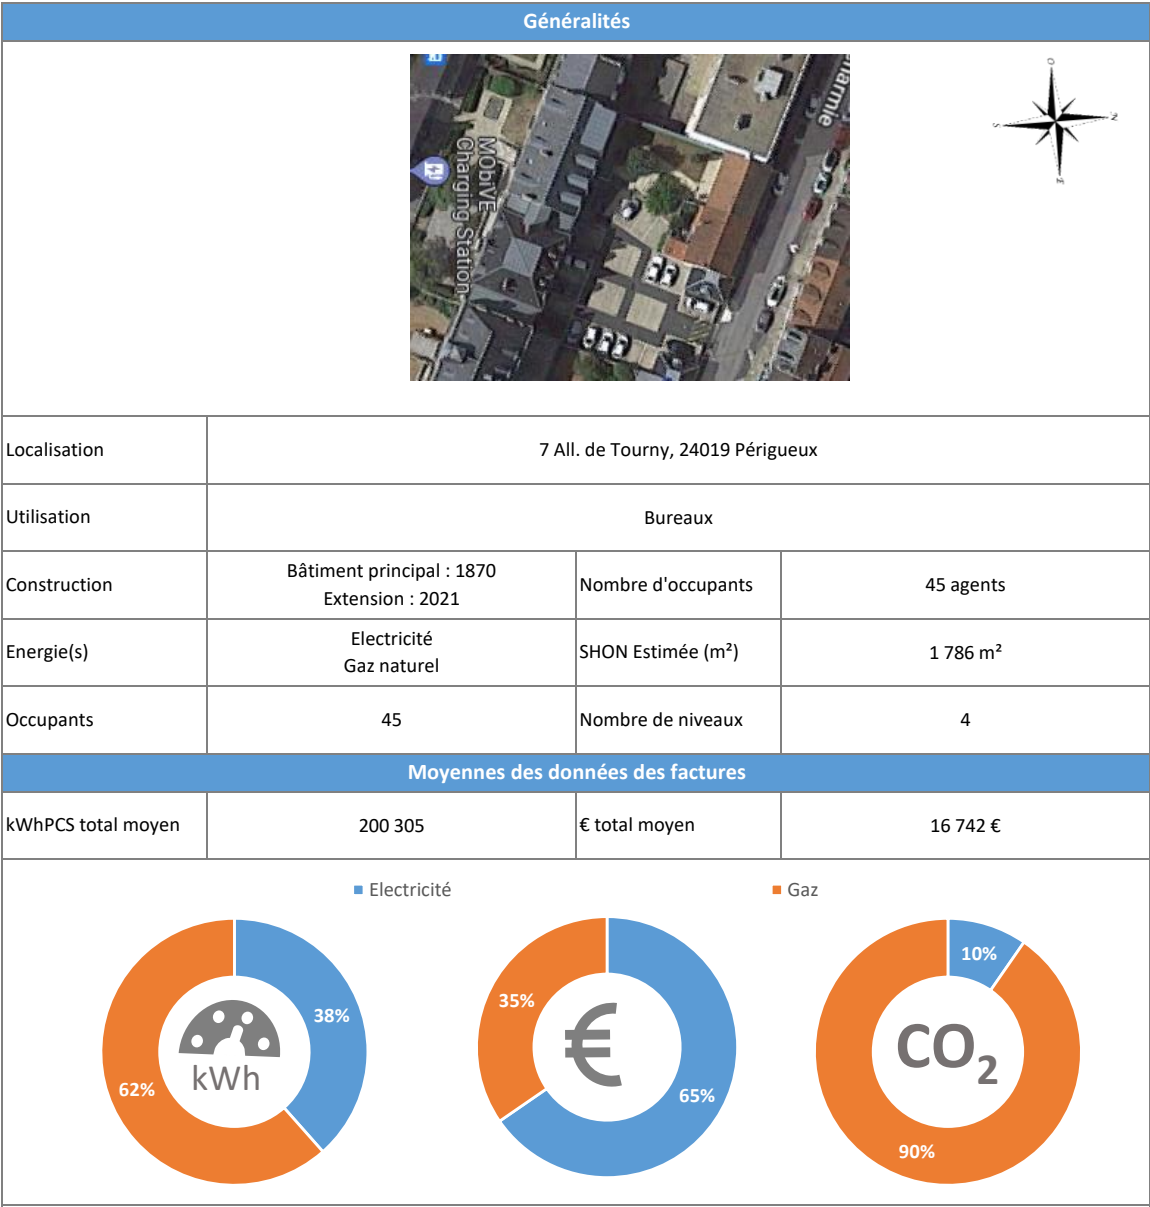 Généralités
MObiVE
Charging Station
harmie
O
S
N
E
Localisation
7 All. de Tourny, 24019 Périgueux
Utilisation
Bureaux
Construction
Bâtiment principal : 1870
Extension : 2021
Nombre d'occupants
45 agents
Energie(s)
Electricité
Gaz naturel
SHON Estimée (m²)
1 786 m²
Occupants
45
Nombre de niveaux
4
Moyennes des données des factures
kWhPCS total moyen
200 305
€ total moyen
16 742 €
Electricité
Gaz
38%
62%
kWh
35%
65%
€
10%
90%
CO₂